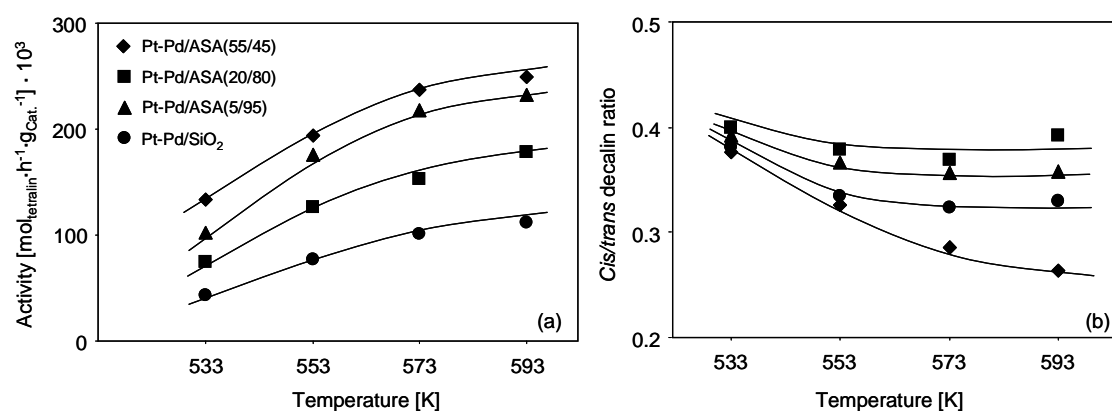 Activity [mol_tetralin·h⁻¹·g_Cat.⁻¹] · 10³
300
200
100
0
Pt-Pd/ASA(55/45)
Pt-Pd/ASA(20/80)
Pt-Pd/ASA(5/95)
Pt-Pd/SiO₂
(a)
533 553 573 593
Temperature [K]
Cis/trans decalin ratio
0.5
0.4
0.3
0.2
(b)
533 553 573 593
Temperature [K]